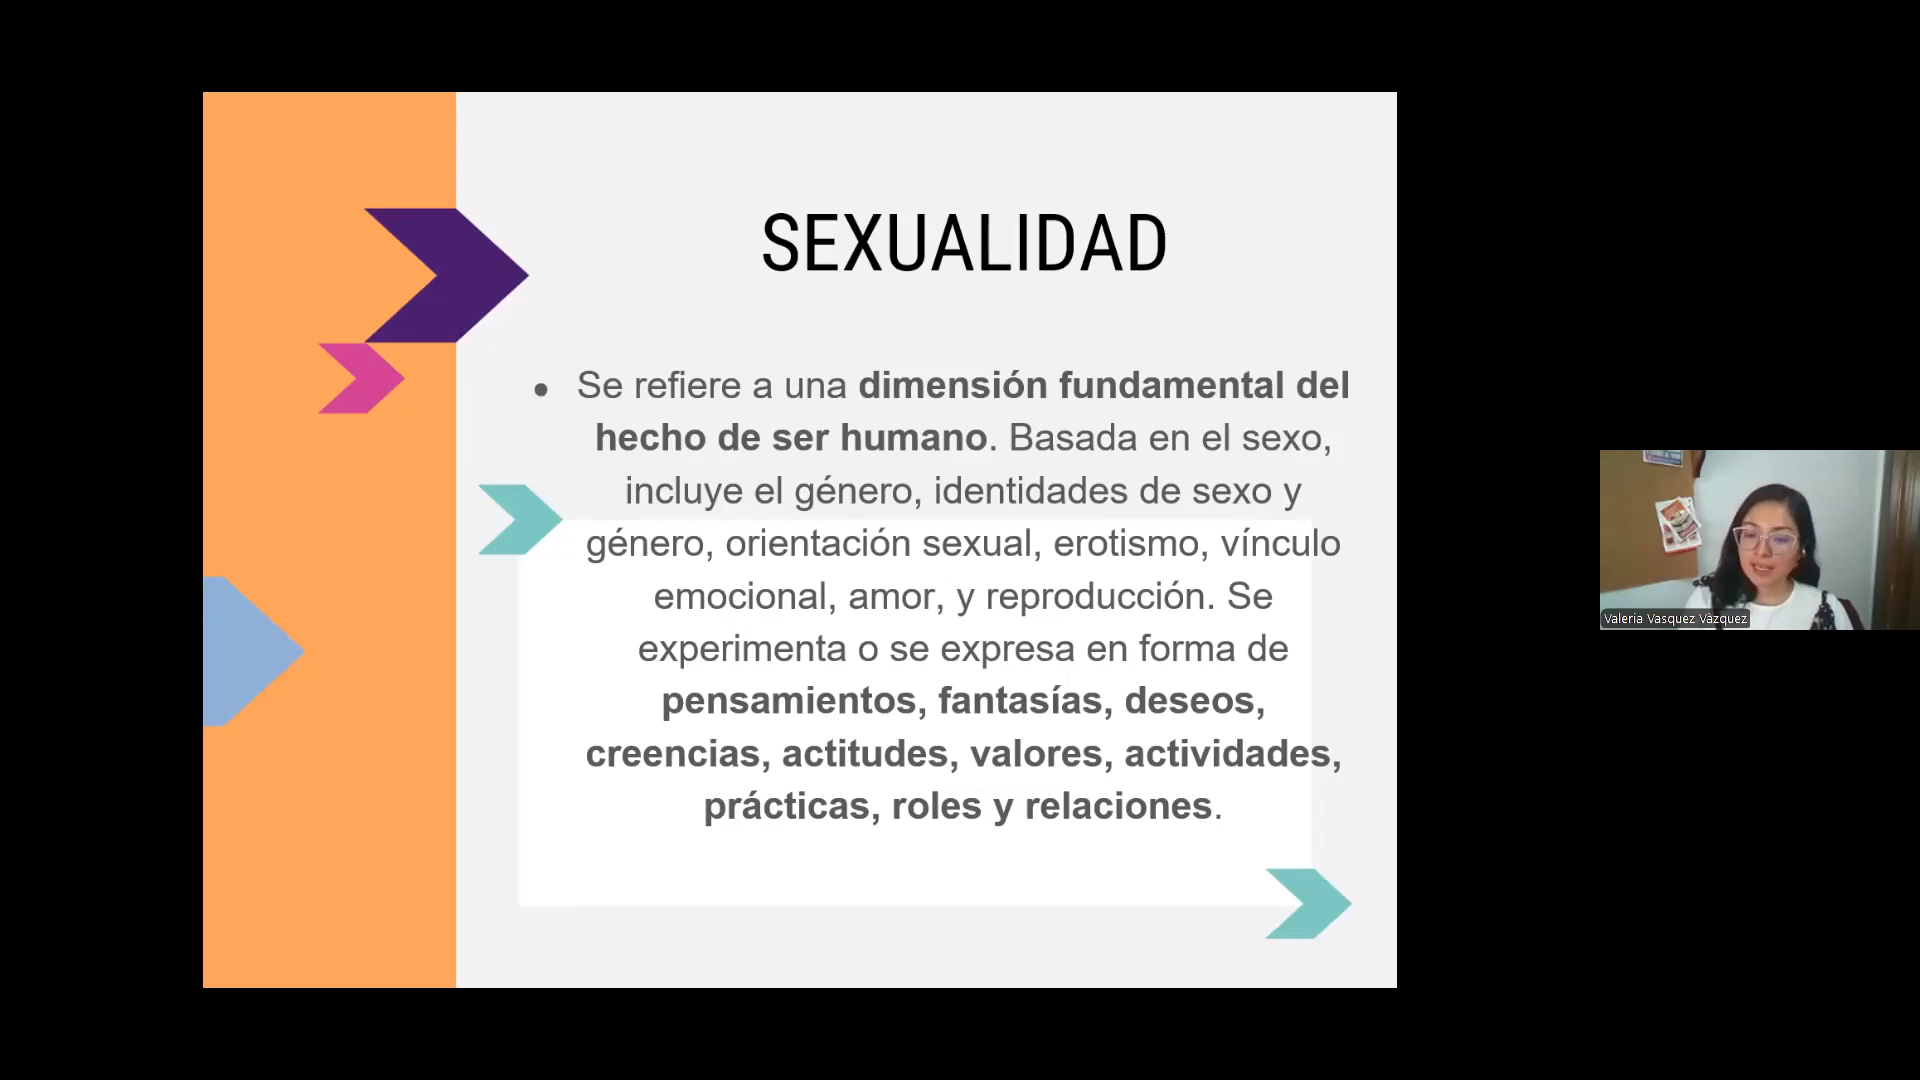 SEXUALIDAD
● Se refiere a una dimensión fundamental del
hecho de ser humano. Basada en el sexo,
incluye el género, identidades de sexo y
género, orientación sexual, erotismo, vínculo
emocional, amor, y reproducción. Se
experimenta o se expresa en forma de
pensamientos, fantasías, deseos,
creencias, actitudes, valores, actividades,
prácticas, roles y relaciones.
Valeria Vasquez Vàzquez